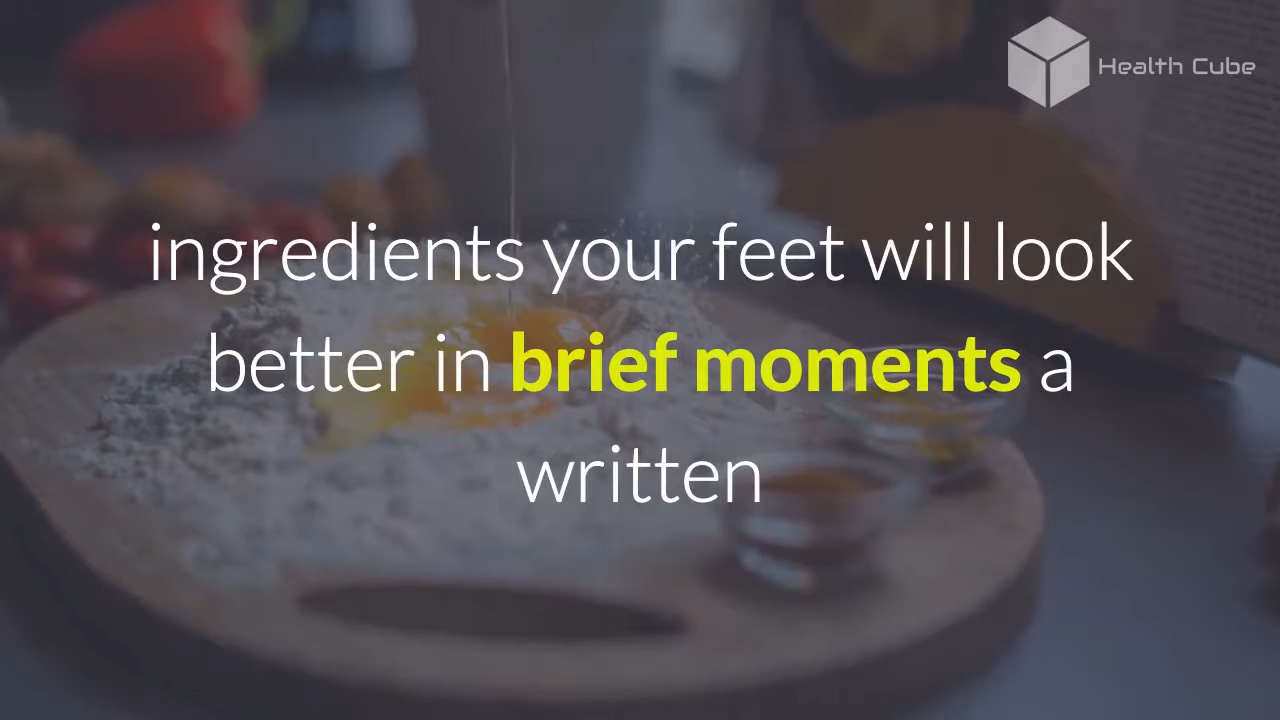 Health Cube
ingredients your feet will look
better in brief moments a
written